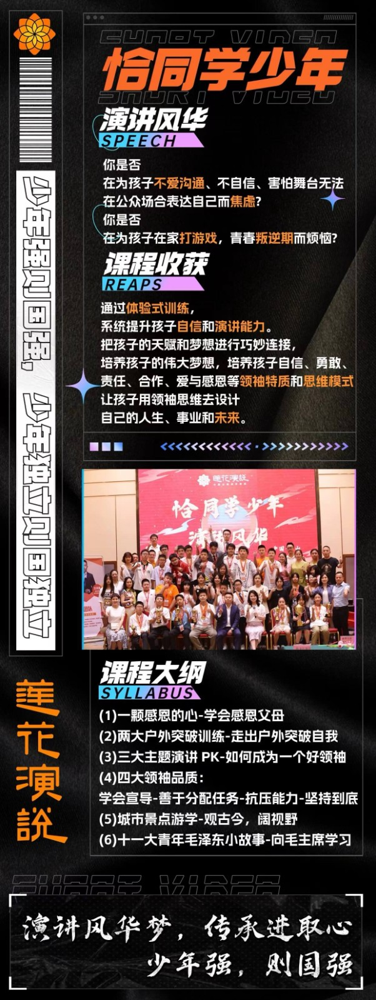 SHORT VIDEO
恰同学少年
SHORT VIDEO
演讲风华
SPEECH
你是否
在为孩子不爱沟通、不自信、害怕舞台无法
在公众场合表达自己而焦虑?
你是否
在为孩子在家打游戏，青春叛逆期而烦恼?
课程收获
REAPS
通过体验式训练，
系统提升孩子自信和演讲能力。
把孩子的天赋和梦想进行巧妙连接，
培养孩子的伟大梦想，培养孩子自信、勇敢、
责任、合作、爱与感恩等领袖特质和思维模式
让孩子用领袖思维去设计
自己的人生、事业和未来。
少年强则国强，少年独立则国独立
莲花演說
恰同学少年
演讲风华
课程大纲
SYLLABUS
(1)一颗感恩的心-学会感恩父母
(2)两大户外突破训练-走出户外突破自我
(3)三大主题演讲 PK-如何成为一个好领袖
(4)四大领袖品质：
学会宣导-善于分配任务-抗压能力-坚持到底
(5)城市景点游学-观古今，阔视野
(6)十一大青年毛泽东小故事-向毛主席学习
莲花演說
SHORT VIDEO
演讲风华梦，传承进取心
少年强，则国强